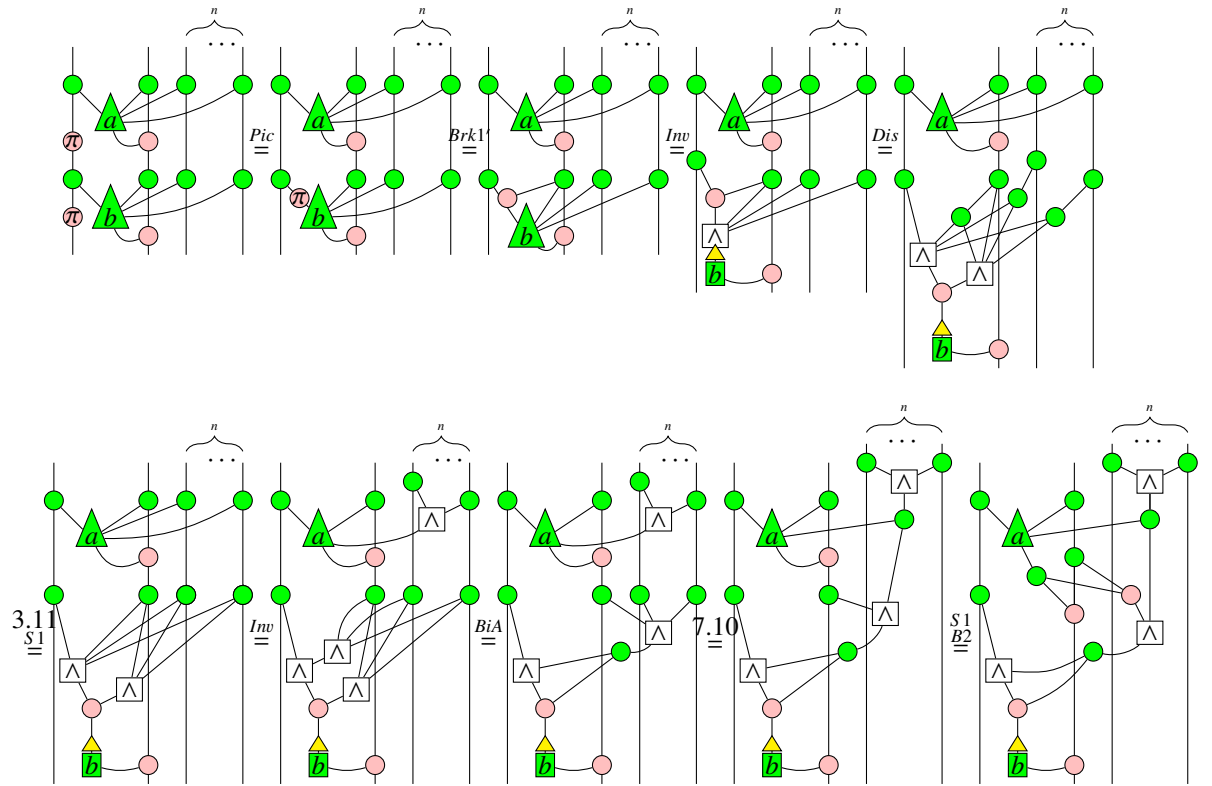 n n n n n
... ... ... ... ...
a a a a a
π Pic = Brk1′ = Inv = Dis =
π b π b b ∧ b ∧ ∧ b
n n n n n
... ... ... ... ...
∧ ∧ ∧ ∧
a a a a a
3.11 S1 = Inv = BiA = 7.10 = S1 B2 =
∧ ∧ ∧ ∧ ∧ ∧ ∧ ∧ ∧ ∧ ∧
b b b b b